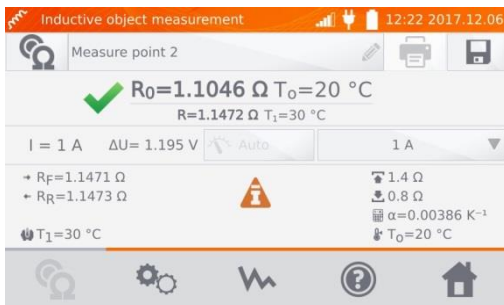 Inductive object measurement 12:22 2017.12.06
Measure point 2
R₀=1.1046 Ω T₀=20 °C
R=1.1472 Ω T₁=30 °C
I = 1 A ΔU= 1.195 V Auto 1 A
RF=1.1471 Ω 1.4 Ω
RR=1.1473 Ω 0.8 Ω
α=0.00386 K⁻¹
T₁=30 °C T₀=20 °C